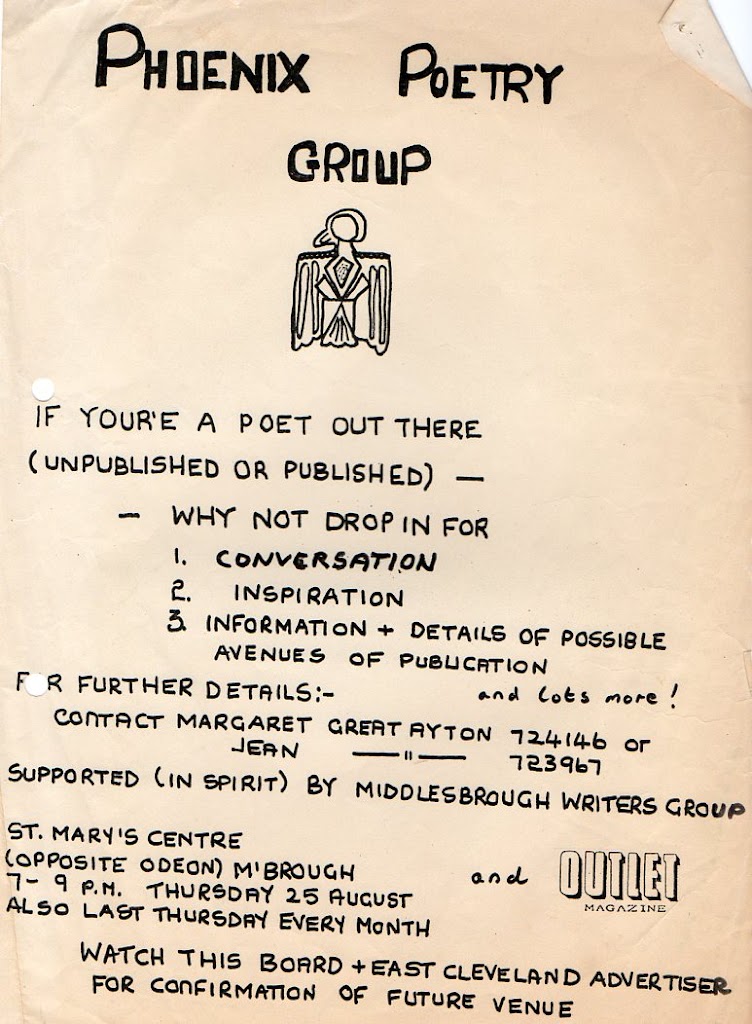 PHOENIX POETRY
GROUP
IF YOUR'E A POET OUT THERE
(UNPUBLISHED OR PUBLISHED) —
— WHY NOT DROP IN FOR
1. CONVERSATION
2. INSPIRATION
3. INFORMATION + DETAILS OF POSSIBLE
AVENUES OF PUBLICATION
and lots more!
F R FURTHER DETAILS:-
CONTACT MARGARET GREAT AYTON 724146 or
JEAN —— " —— 723967
SUPPORTED (IN SPIRIT) BY MIDDLESBROUGH WRITERS GROUP
and OUTLET
MAGAZINE
ST. MARY'S CENTRE
(OPPOSITE ODEON) M'BROUGH
7-9 P.M. THURSDAY 25 AUGUST
ALSO LAST THURSDAY EVERY MONTH
WATCH THIS BOARD + EAST CLEVELAND ADVERTISER
FOR CONFIRMATION OF FUTURE VENUE